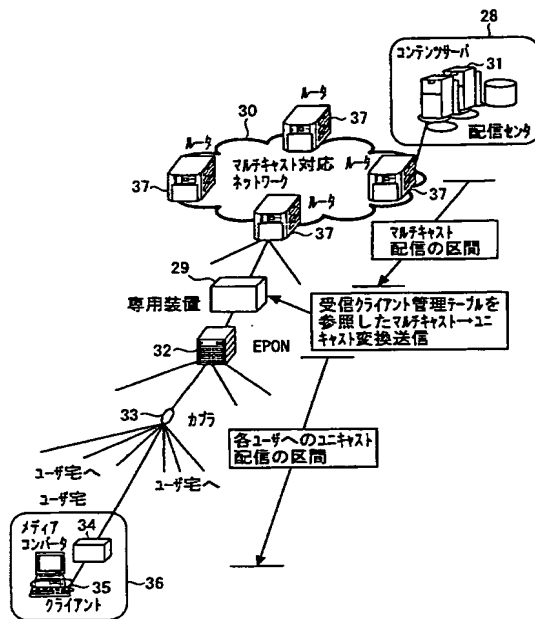 28
コンテンツサーバ
31
配信センタ
ルータ
30
37
ルータ
37
マルチキャスト対応
ネットワーク
ルータ
37
ルータ
37
マルチキャスト
配信の区間
29
専用装置
受信クライアント管理テーブルを
参照したマルチキャスト→ユニ
キャスト変換送信
32
EPON
33
カプラ
各ユーザへのユニキャスト
配信の区間
ユーザ宅へ
ユーザ宅へ
ユーザ宅
メディア
コンバータ
34
35
クライアント
36